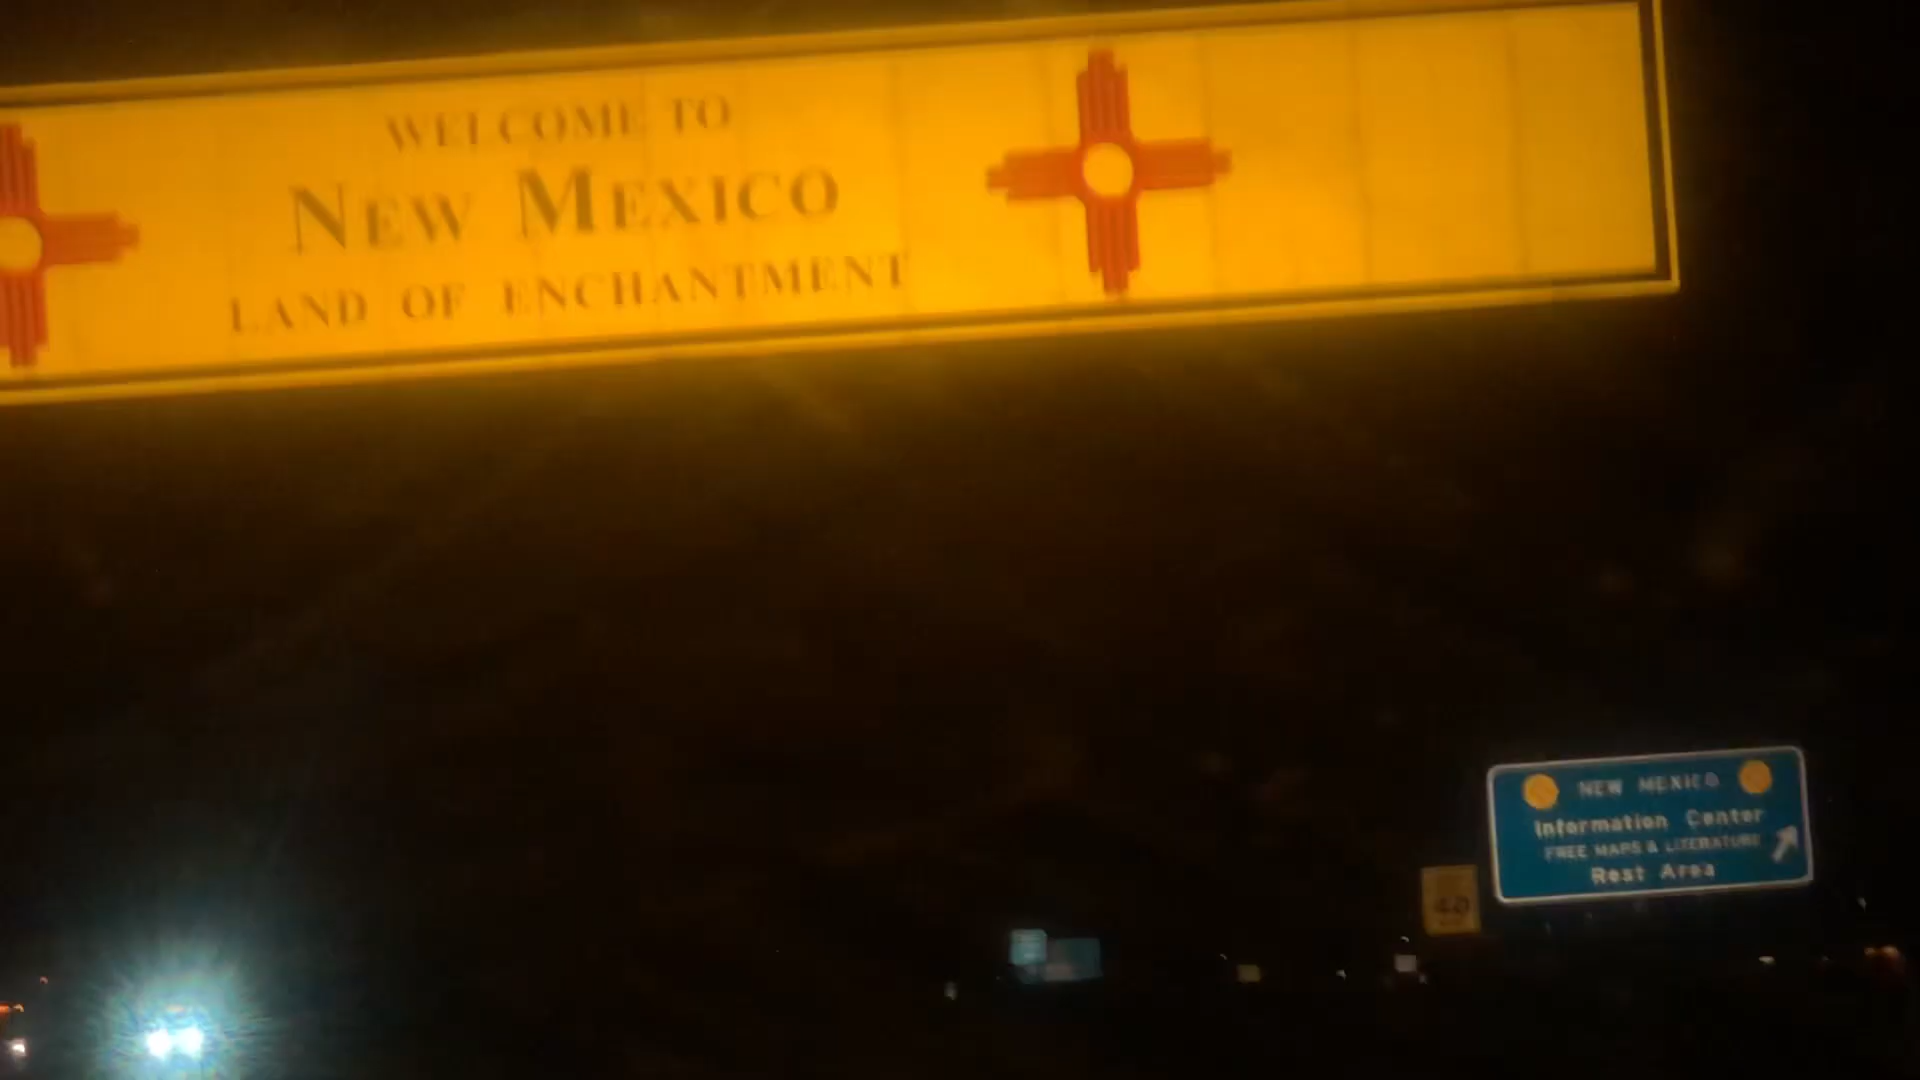 WELCOME TO
NEW MEXICO
LAND OF ENCHANTMENT
NEW MEXICO
Information Center
FREE MAPS & LITERATURE
Rest Area
40